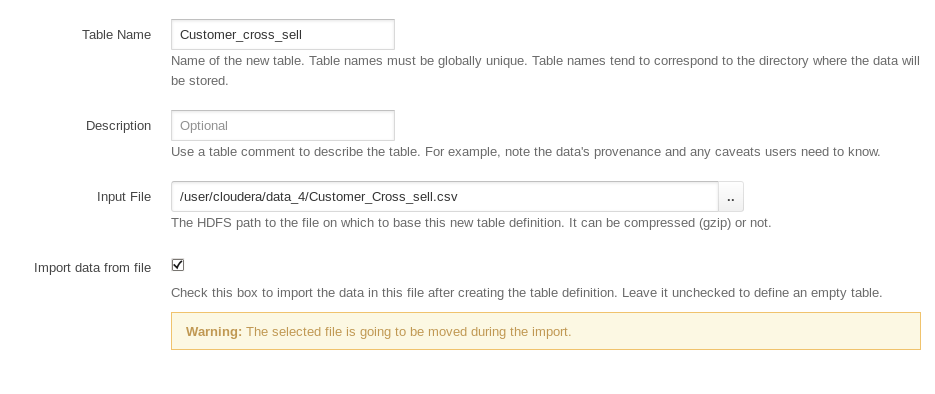 Table Name
Customer_cross_sell
Name of the new table. Table names must be globally unique. Table names tend to correspond to the directory where the data will
be stored.
Description
Optional
Use a table comment to describe the table. For example, note the data's provenance and any caveats users need to know.
Input File
/user/cloudera/data_4/Customer_Cross_sell.csv
..
The HDFS path to the file on which to base this new table definition. It can be compressed (gzip) or not.
Import data from file
Check this box to import the data in this file after creating the table definition. Leave it unchecked to define an empty table.
Warning: The selected file is going to be moved during the import.